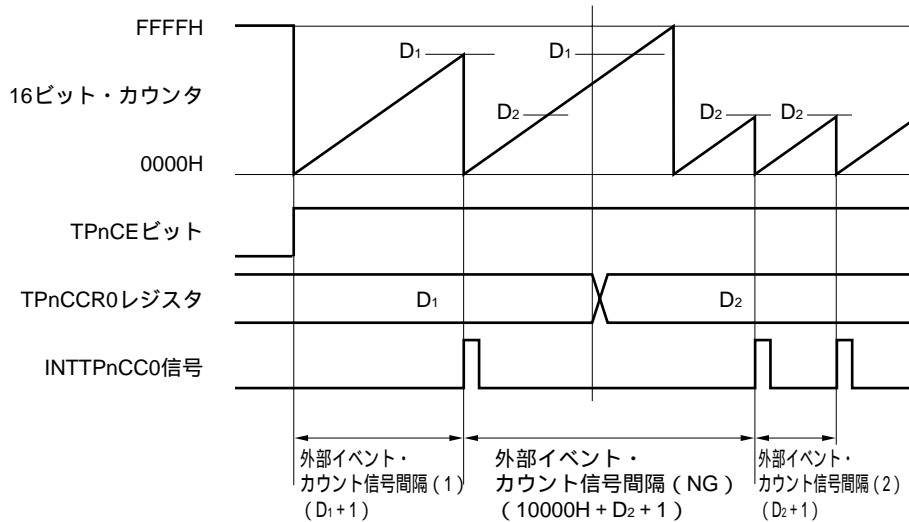 FFFFH
D1
D1
16ビット・カウンタ
D2
D2
D2
0000H
TPnCEビット
TPnCCR0レジスタ
D1
D2
INTTPnCC0信号
外部イベント・
カウント信号間隔(1)
(D1+1)
外部イベント・
カウント信号間隔(NG)
(10000H+D2+1)
外部イベント・
カウント信号間隔(2)
(D2+1)